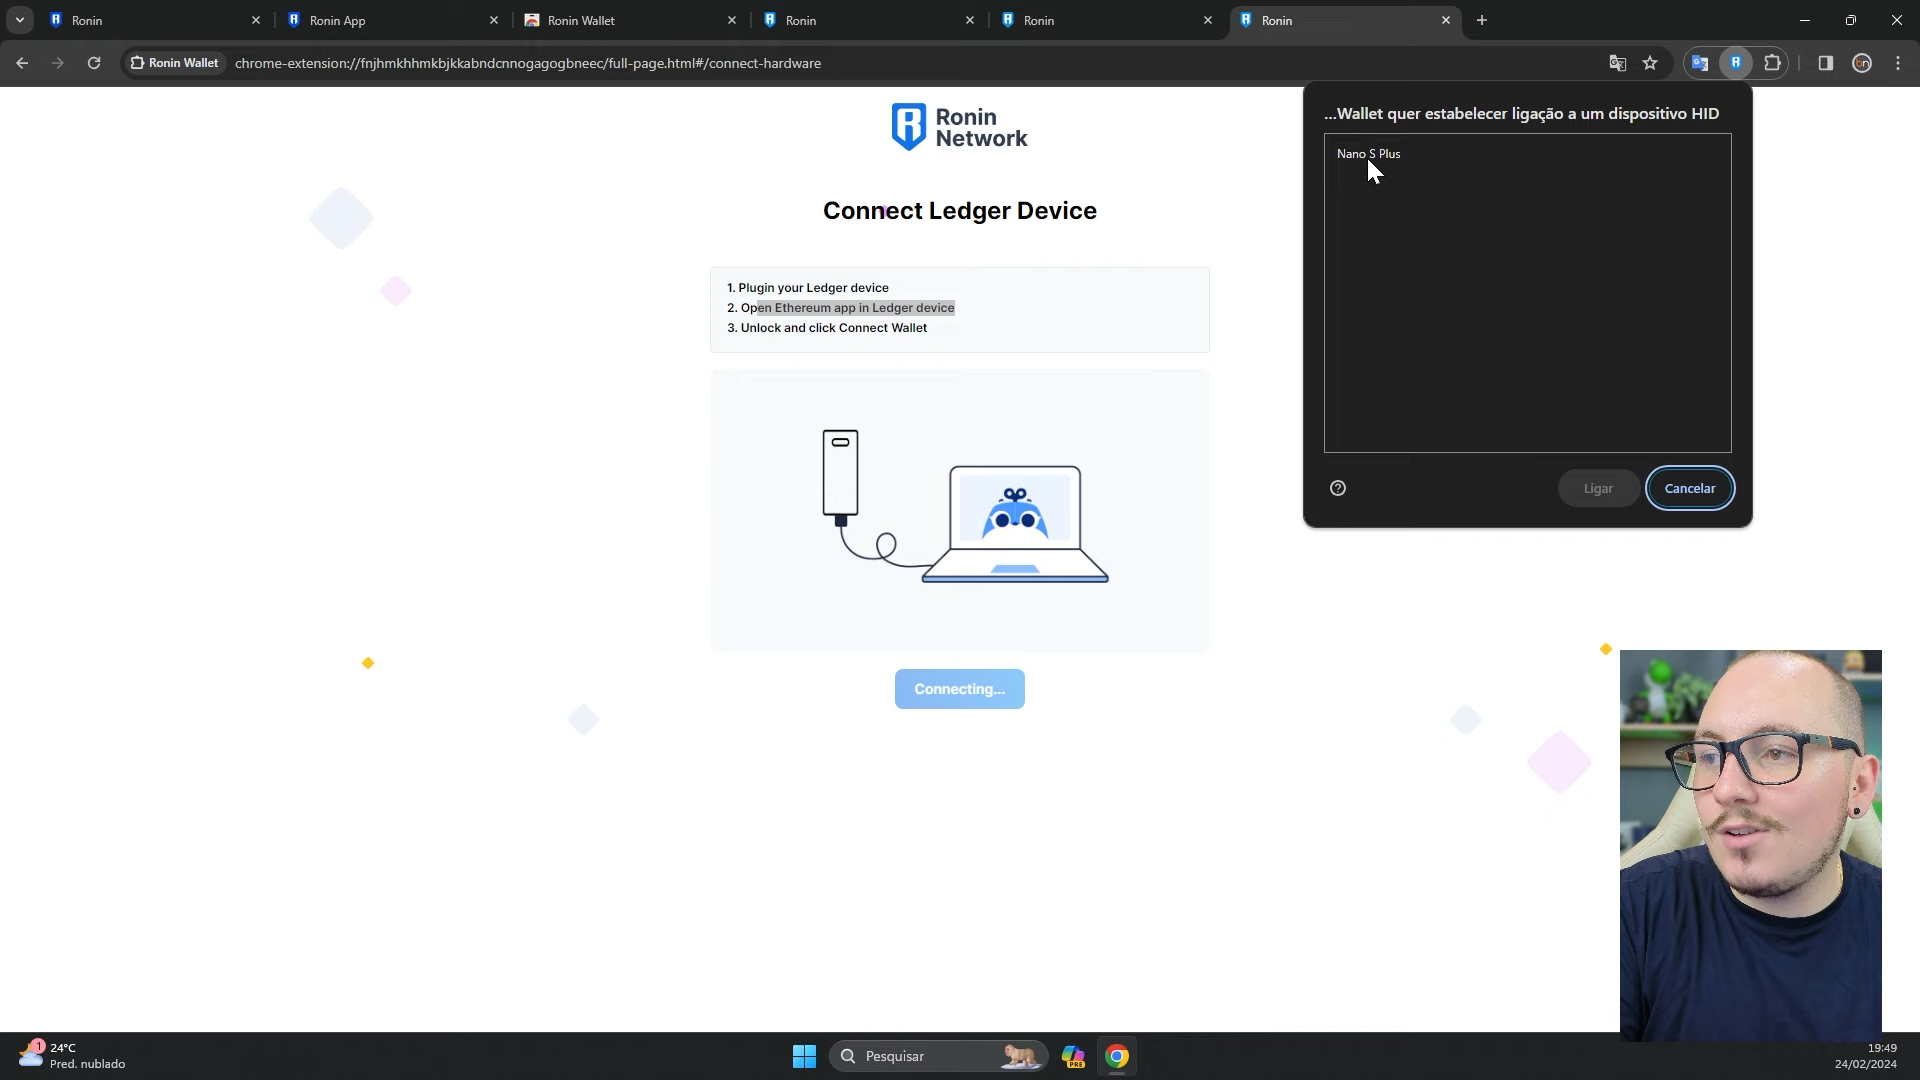 Ronin
Ronin App
Ronin Wallet
Ronin
Ronin
Ronin
Ronin Wallet
chrome-extension://fnjhmkhhmkbjkkabndcnnogagogbneec/full-page.html#/connect-hardware
Ronin
Network
...Wallet quer estabelecer ligação a um dispositivo HID
Nano S Plus
Ligar
Cancelar
Connect Ledger Device
1. Plugin your Ledger device
2. Open Ethereum app in Ledger device
3. Unlock and click Connect Wallet
Connecting...
1
24°C
Pred. nublado
Pesquisar
PRE
19:49
24/02/2024